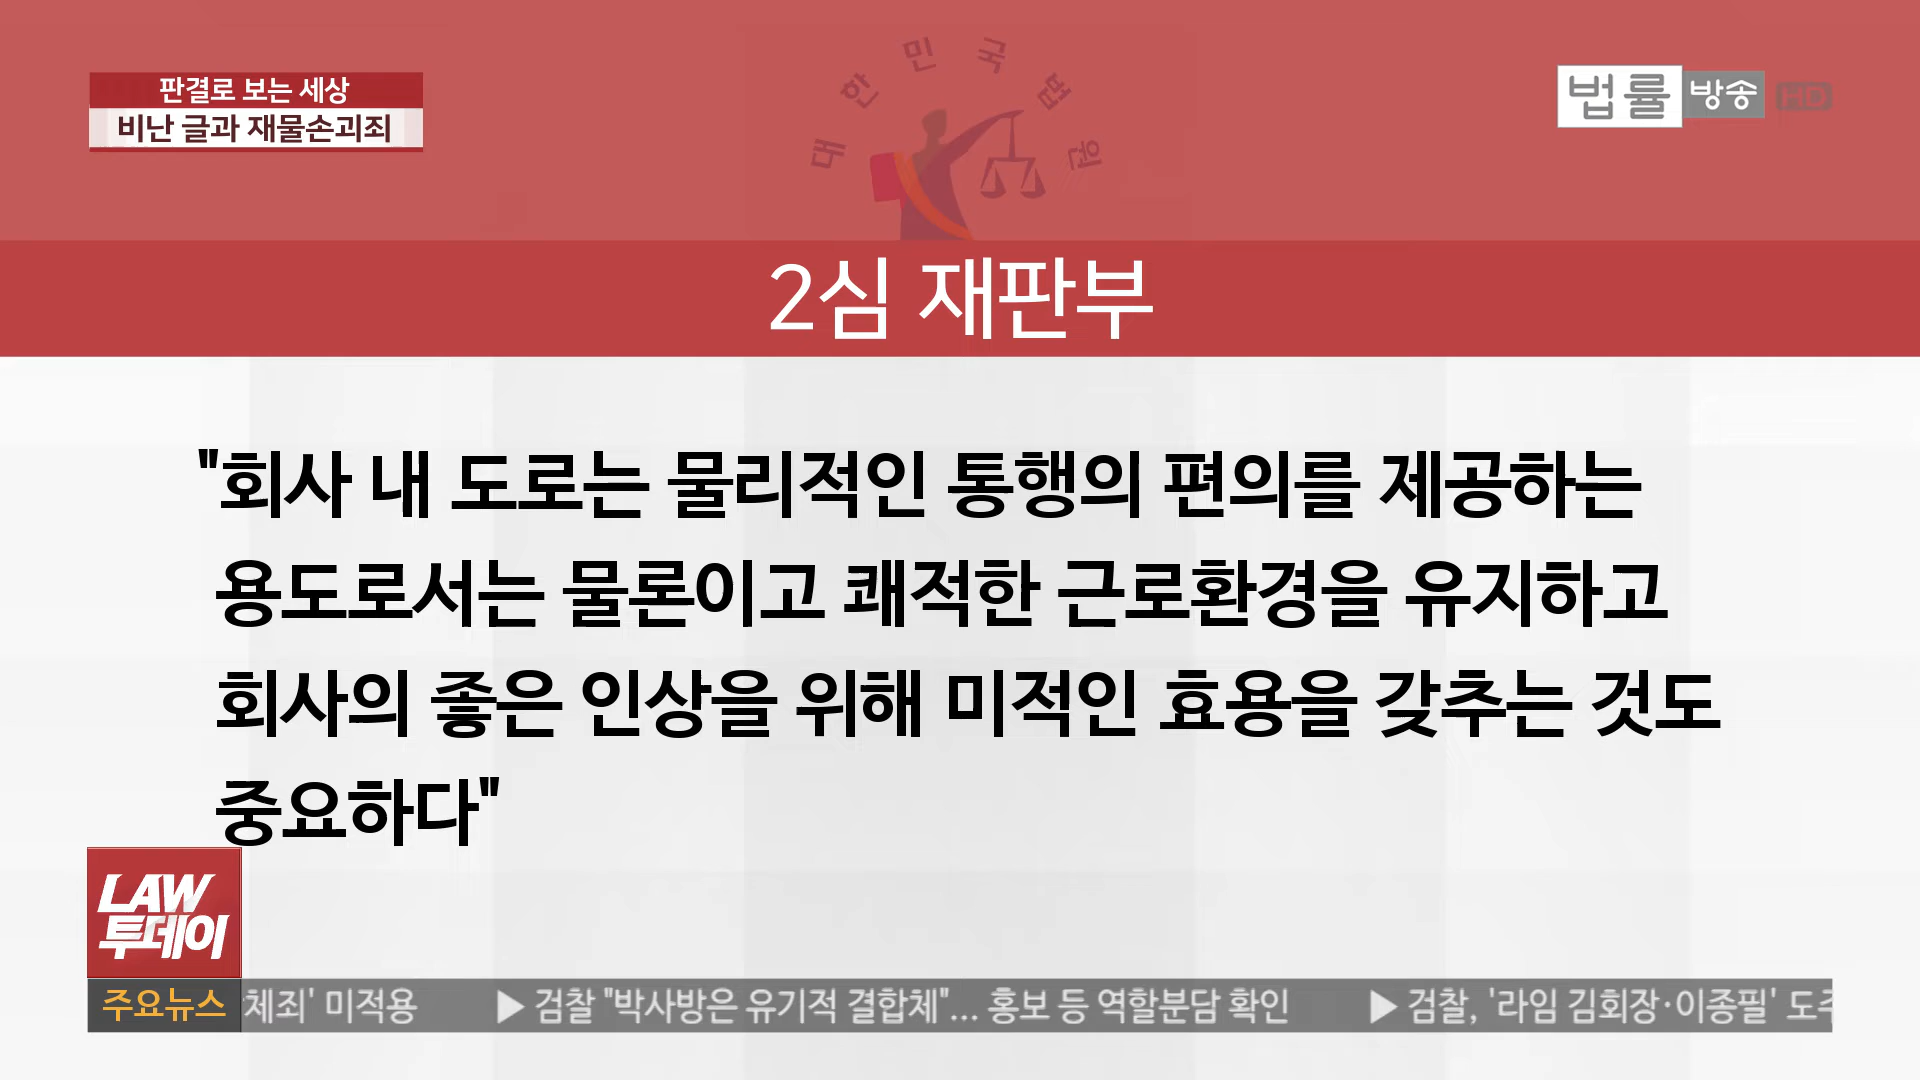 대한민국법원
판결로 보는 세상
비난 글과 재물손괴죄
법률방송 HD
2심 재판부
"회사 내 도로는 물리적인 통행의 편의를 제공하는
용도로서는 물론이고 쾌적한 근로환경을 유지하고
회사의 좋은 인상을 위해 미적인 효용을 갖추는 것도
중요하다"
LAW
투데이
주요뉴스 체죄' 미적용 ▶ 검찰 "박사방은 유기적 결합체"... 홍보 등 역할분담 확인 ▶ 검찰, '라임 김회장·이종필' 도주